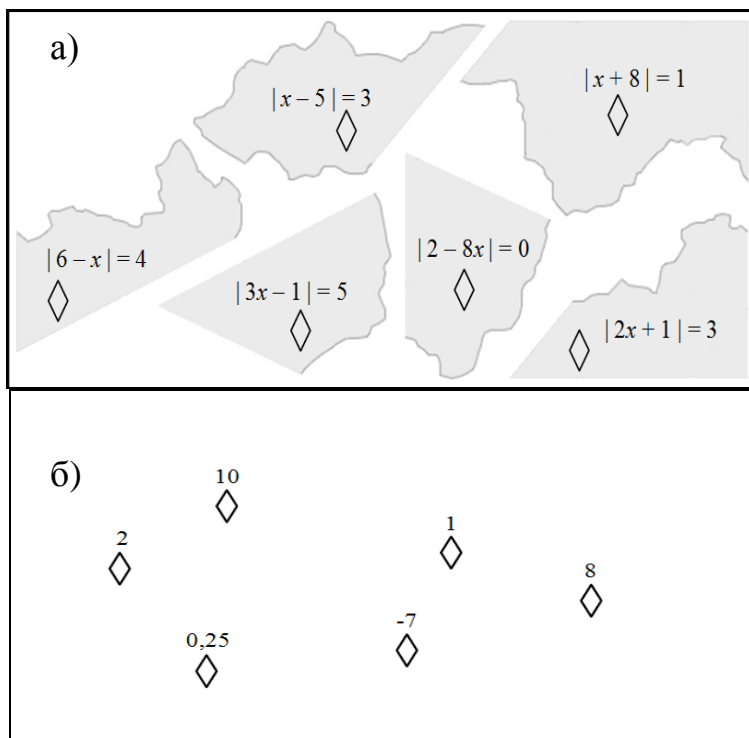 а)
| x – 5 | = 3
| x + 8 | = 1
| 6 – x | = 4
| 3x – 1 | = 5
| 2 – 8x | = 0
| 2x + 1 | = 3
б)
10
2
1
8
0,25
-7